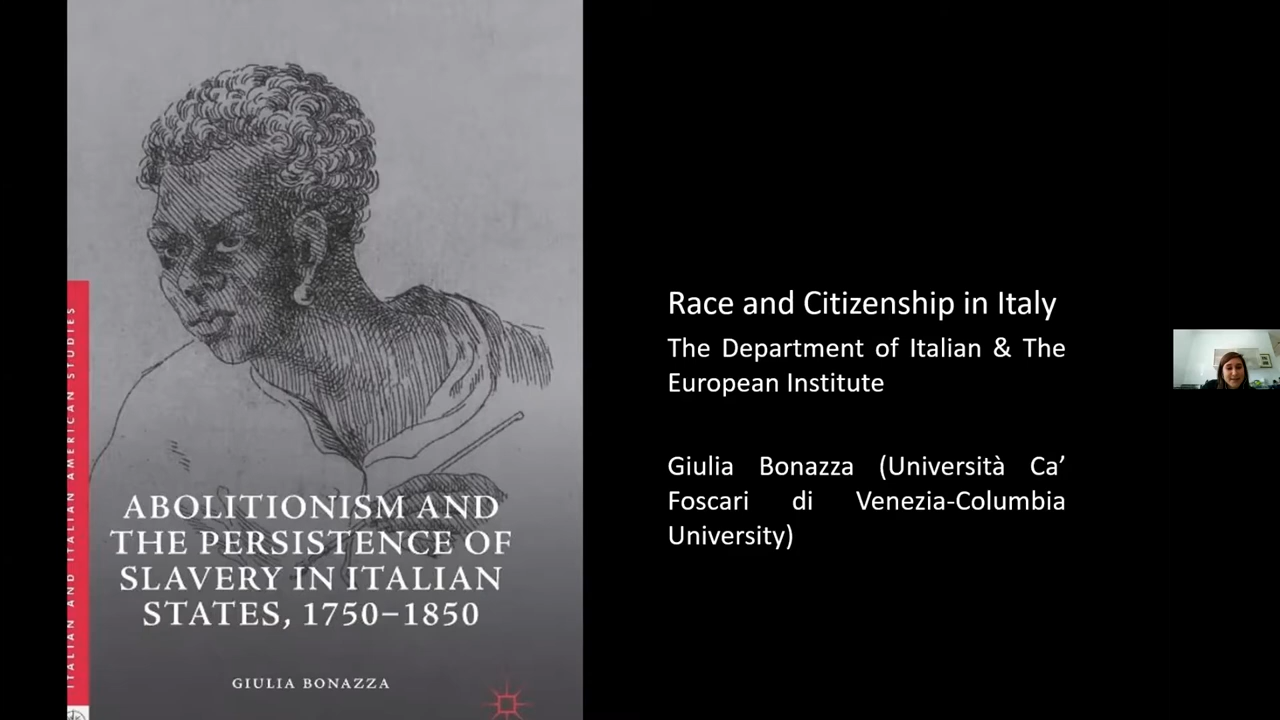 ITALIAN AND ITALIAN AMERICAN STUDIES
ABOLITIONISM AND
THE PERSISTENCE OF
SLAVERY IN ITALIAN
STATES, 1750–1850
GIULIA BONAZZA
Race and Citizenship in Italy
The Department of Italian & The
European Institute
Giulia Bonazza (Università Ca’
Foscari di Venezia-Columbia
University)